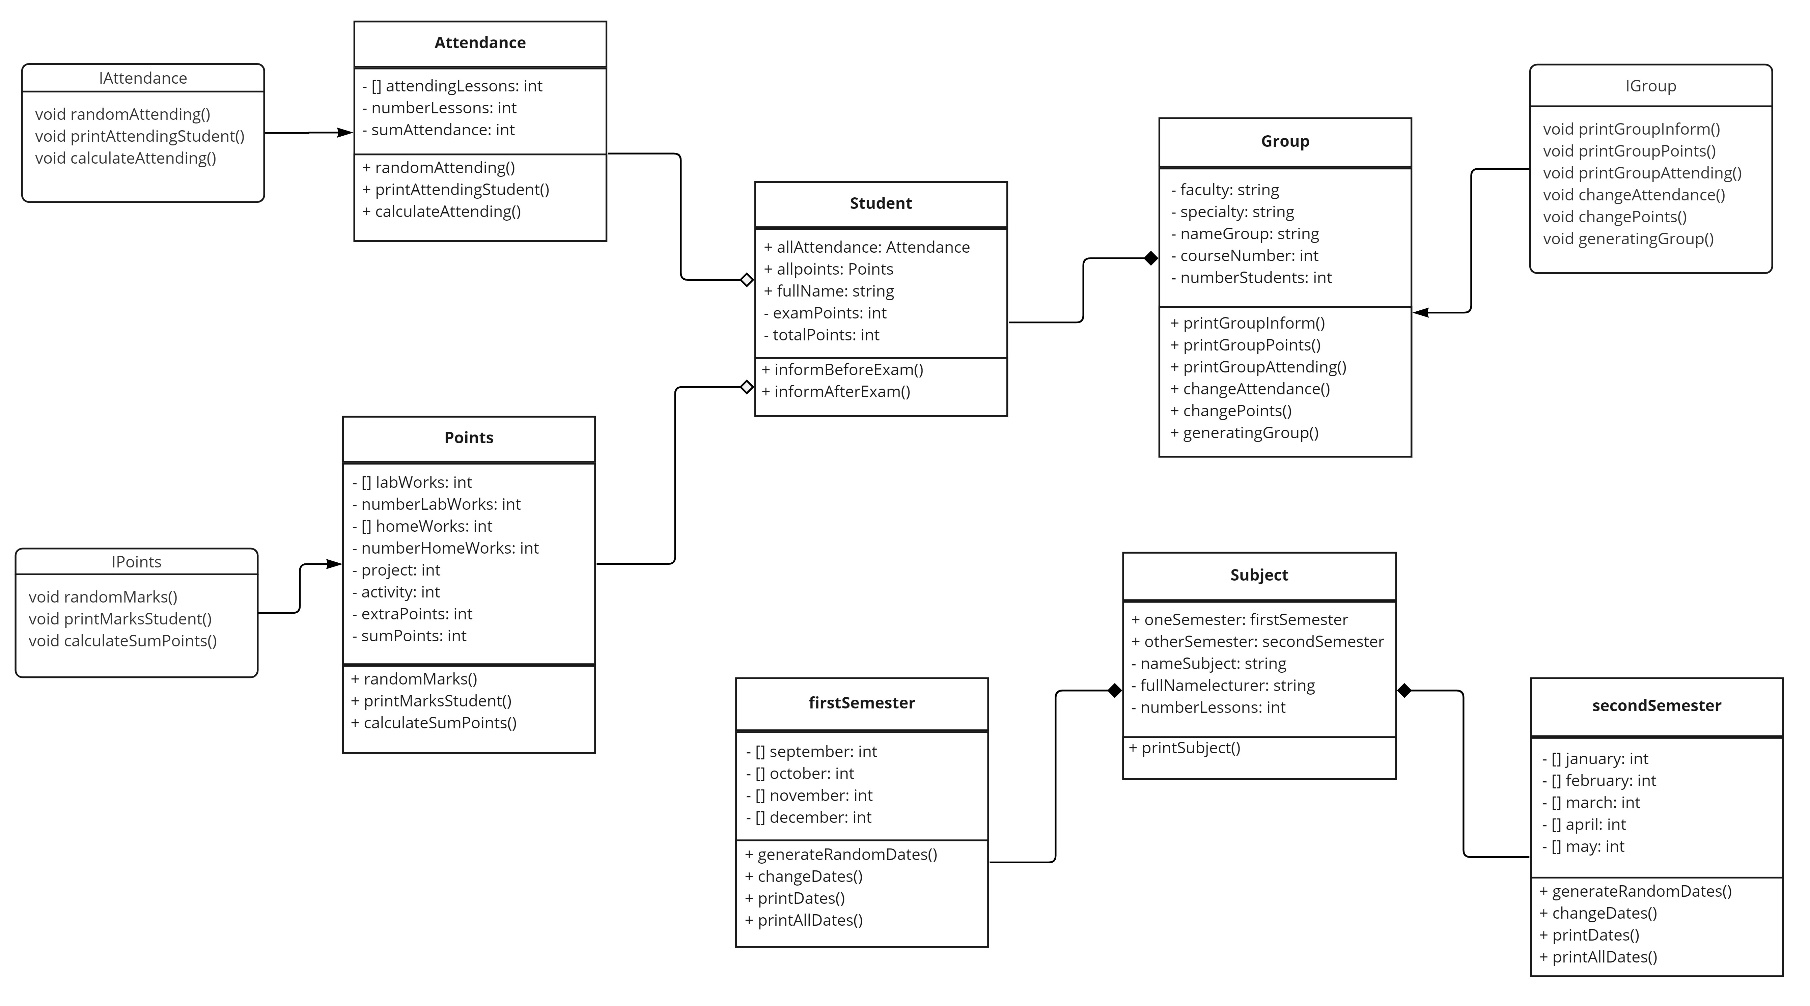 IAttendance
void randomAttending()
void printAttendingStudent()
void calculateAttending()
Attendance
- [] attendingLessons: int
- numberLessons: int
- sumAttendance: int
+ randomAttending()
+ printAttendingStudent()
+ calculateAttending()
Student
+ allAttendance: Attendance
+ allpoints: Points
+ fullName: string
- examPoints: int
- totalPoints: int
+ informBeforeExam()
+ informAfterExam()
Group
- faculty: string
- specialty: string
- nameGroup: string
- courseNumber: int
- numberStudents: int
+ printGroupInform()
+ printGroupPoints()
+ printGroupAttending()
+ changeAttendance()
+ changePoints()
+ generatingGroup()
IGroup
void printGroupInform()
void printGroupPoints()
void printGroupAttending()
void changeAttendance()
void changePoints()
void generatingGroup()
IPoints
void randomMarks()
void printMarksStudent()
void calculateSumPoints()
Points
- [] labWorks: int
- numberLabWorks: int
- [] homeWorks: int
- numberHomeWorks: int
- project: int
- activity: int
- extraPoints: int
- sumPoints: int
+ randomMarks()
+ printMarksStudent()
+ calculateSumPoints()
firstSemester
- [] september: int
- [] october: int
- [] november: int
- [] december: int
+ generateRandomDates()
+ changeDates()
+ printDates()
+ printAllDates()
Subject
+ oneSemester: firstSemester
+ otherSemester: secondSemester
- nameSubject: string
- fullNamelecturer: string
- numberLessons: int
+ printSubject()
secondSemester
- [] january: int
- [] february: int
- [] march: int
- [] april: int
- [] may: int
+ generateRandomDates()
+ changeDates()
+ printDates()
+ printAllDates()